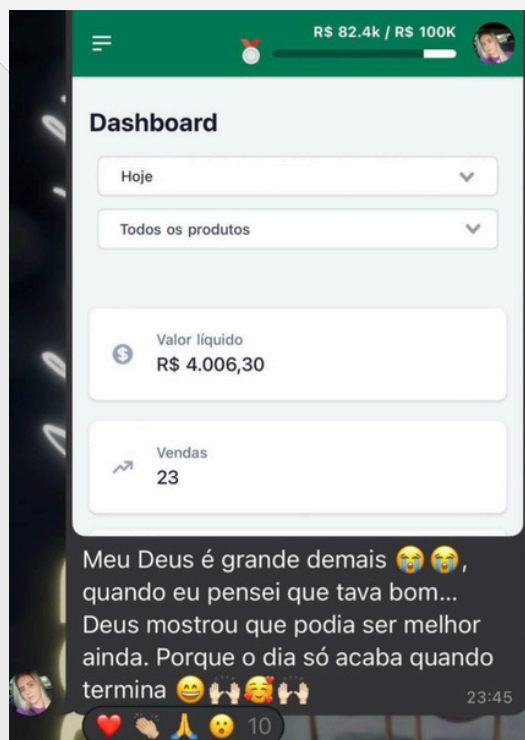 R$ 82.4k / R$ 100K
Dashboard
Hoje
Todos os produtos
Valor líquido
R$ 4.006,30
Vendas
23
Meu Deus é grande demais 😭😭,
quando eu pensei que tava bom...
Deus mostrou que podia ser melhor
ainda. Porque o dia só acaba quando
termina 😄🙌🏻🥰🙌🏻
23:45
❤️👏🏼🙏😮 10